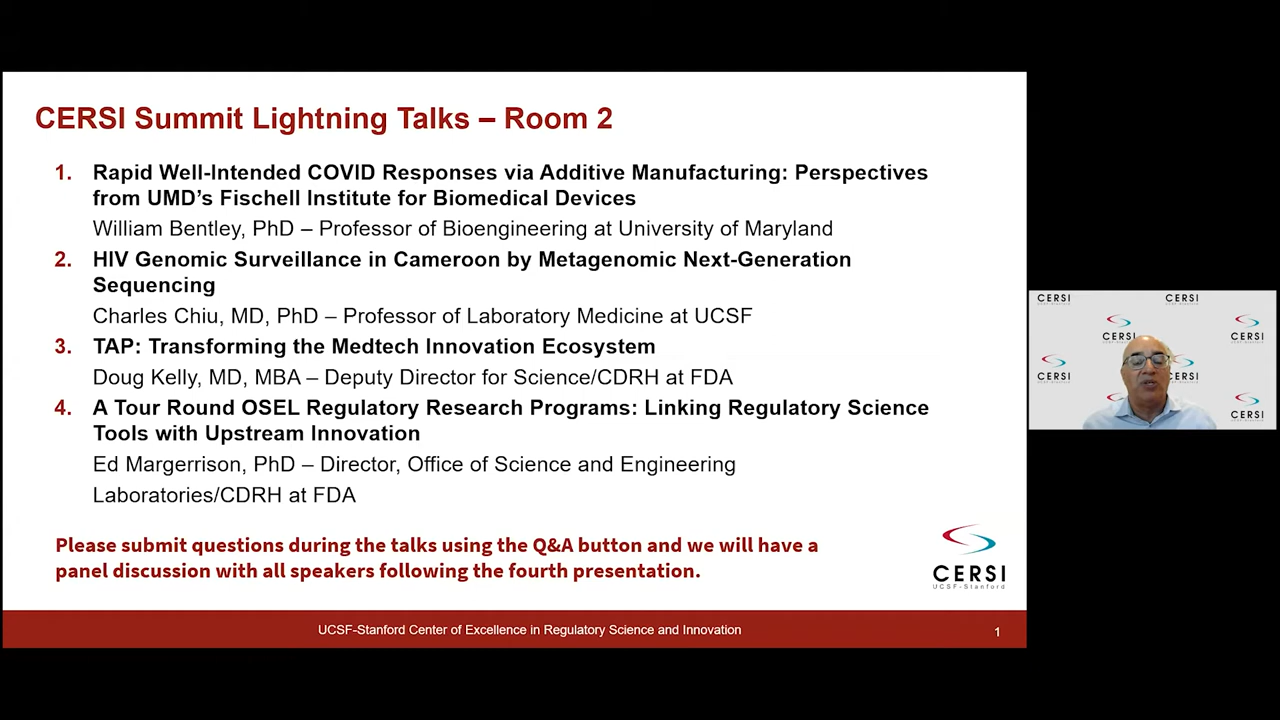 CERSI Summit Lightning Talks – Room 2
1. Rapid Well-Intended COVID Responses via Additive Manufacturing: Perspectives
from UMD's Fischell Institute for Biomedical Devices
William Bentley, PhD – Professor of Bioengineering at University of Maryland
2. HIV Genomic Surveillance in Cameroon by Metagenomic Next-Generation
Sequencing
Charles Chiu, MD, PhD – Professor of Laboratory Medicine at UCSF
3. TAP: Transforming the Medtech Innovation Ecosystem
Doug Kelly, MD, MBA – Deputy Director for Science/CDRH at FDA
4. A Tour Round OSEL Regulatory Research Programs: Linking Regulatory Science
Tools with Upstream Innovation
Ed Margerrison, PhD – Director, Office of Science and Engineering
Laboratories/CDRH at FDA
Please submit questions during the talks using the Q&A button and we will have a
panel discussion with all speakers following the fourth presentation.
CERSI
UCSF-Stanford
UCSF-Stanford Center of Excellence in Regulatory Science and Innovation
1
CERSI
CERSI
CERSI
CERSI
CERSI
CERSI
CERSI